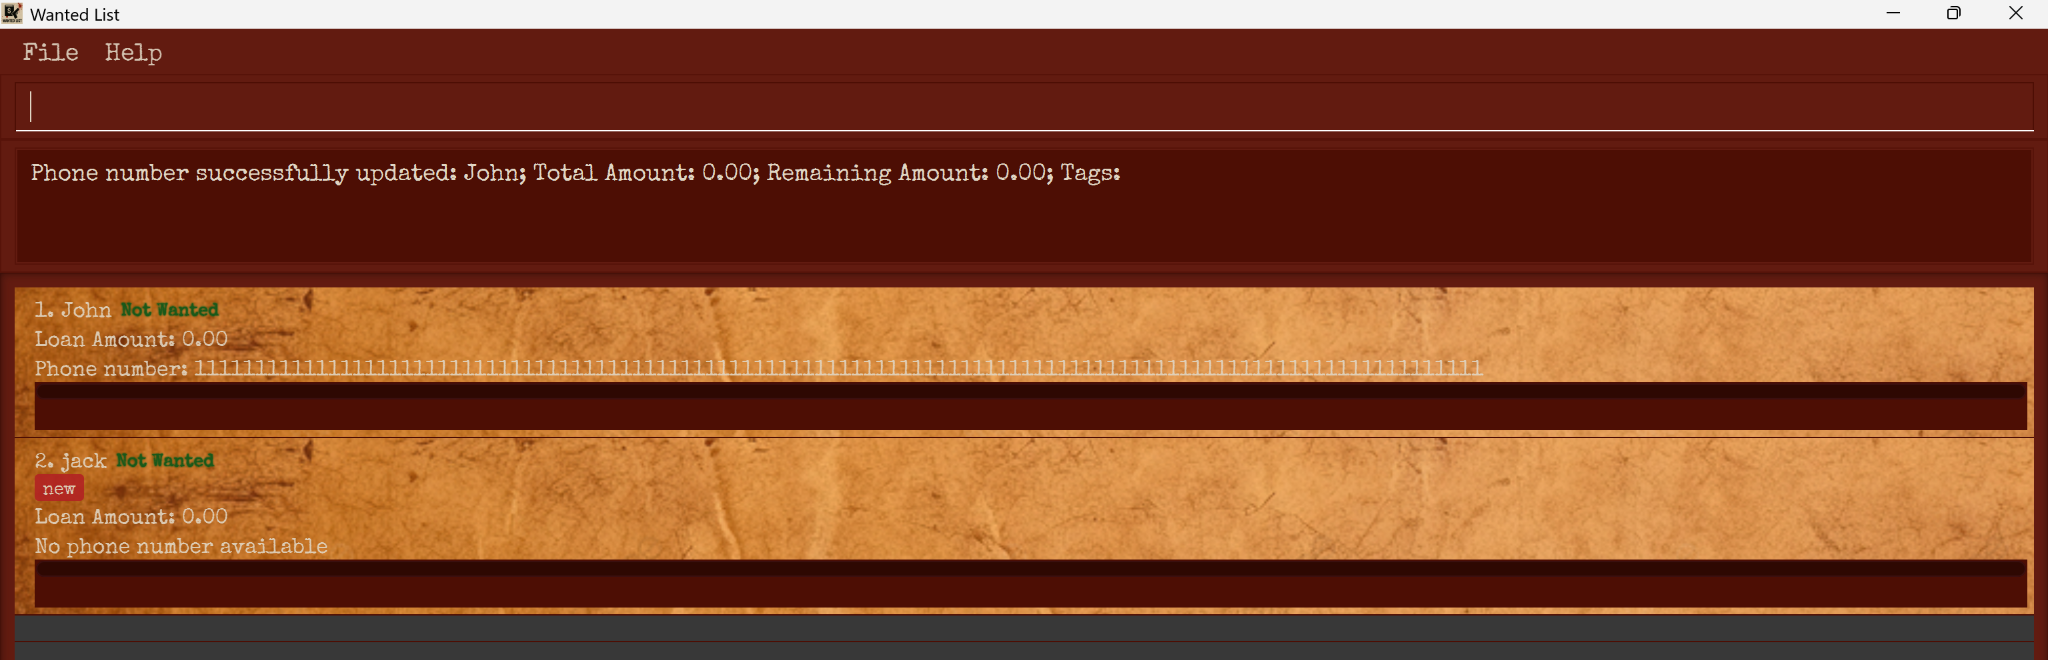 Wanted List
File Help
Phone number successfully updated: John; Total Amount: 0.00; Remaining Amount: 0.00; Tags:
1. John Not Wanted
Loan Amount: 0.00
Phone number:
2. jack Not Wanted
new
Loan Amount: 0.00
No phone number available